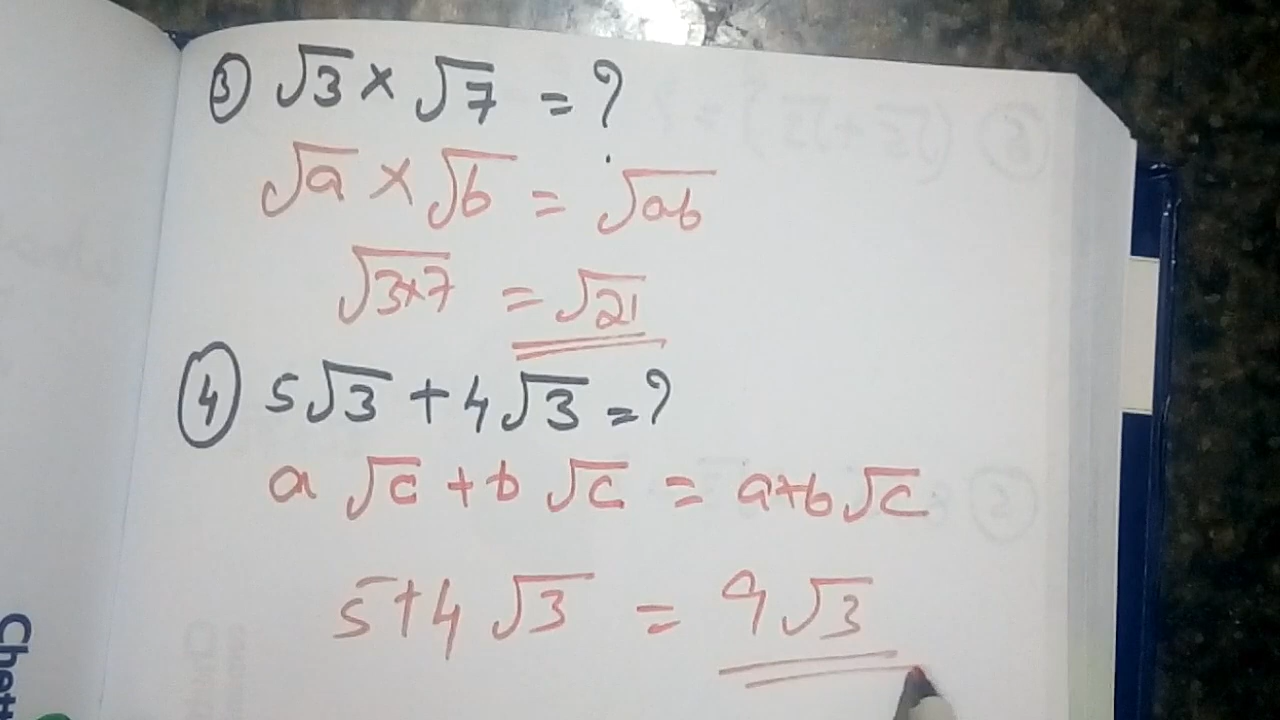 ③ √3 × √7 = ?
√a × √b = √ab
√3×7 = √21
④ 5√3 + 4√3 = ?
a √c + b √c = a+b √c
5+4 √3 = 9√3